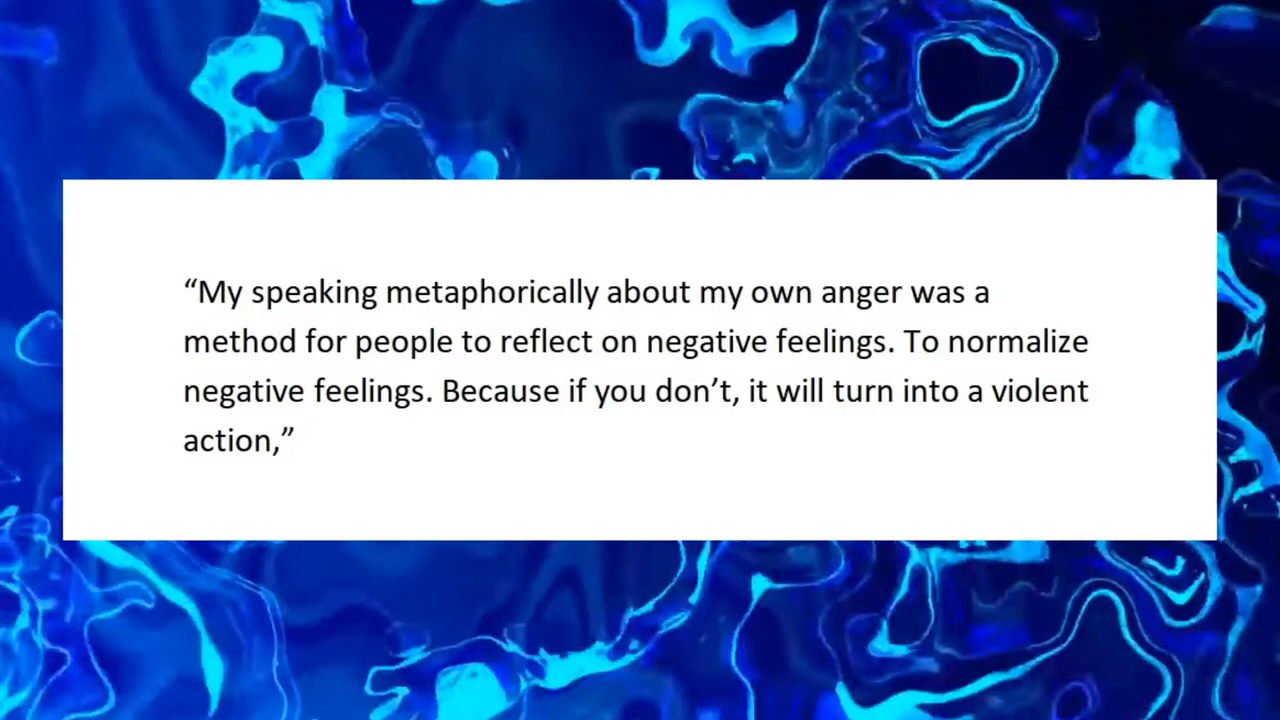 “My speaking metaphorically about my own anger was a
method for people to reflect on negative feelings. To normalize
negative feelings. Because if you don’t, it will turn into a violent
action,”